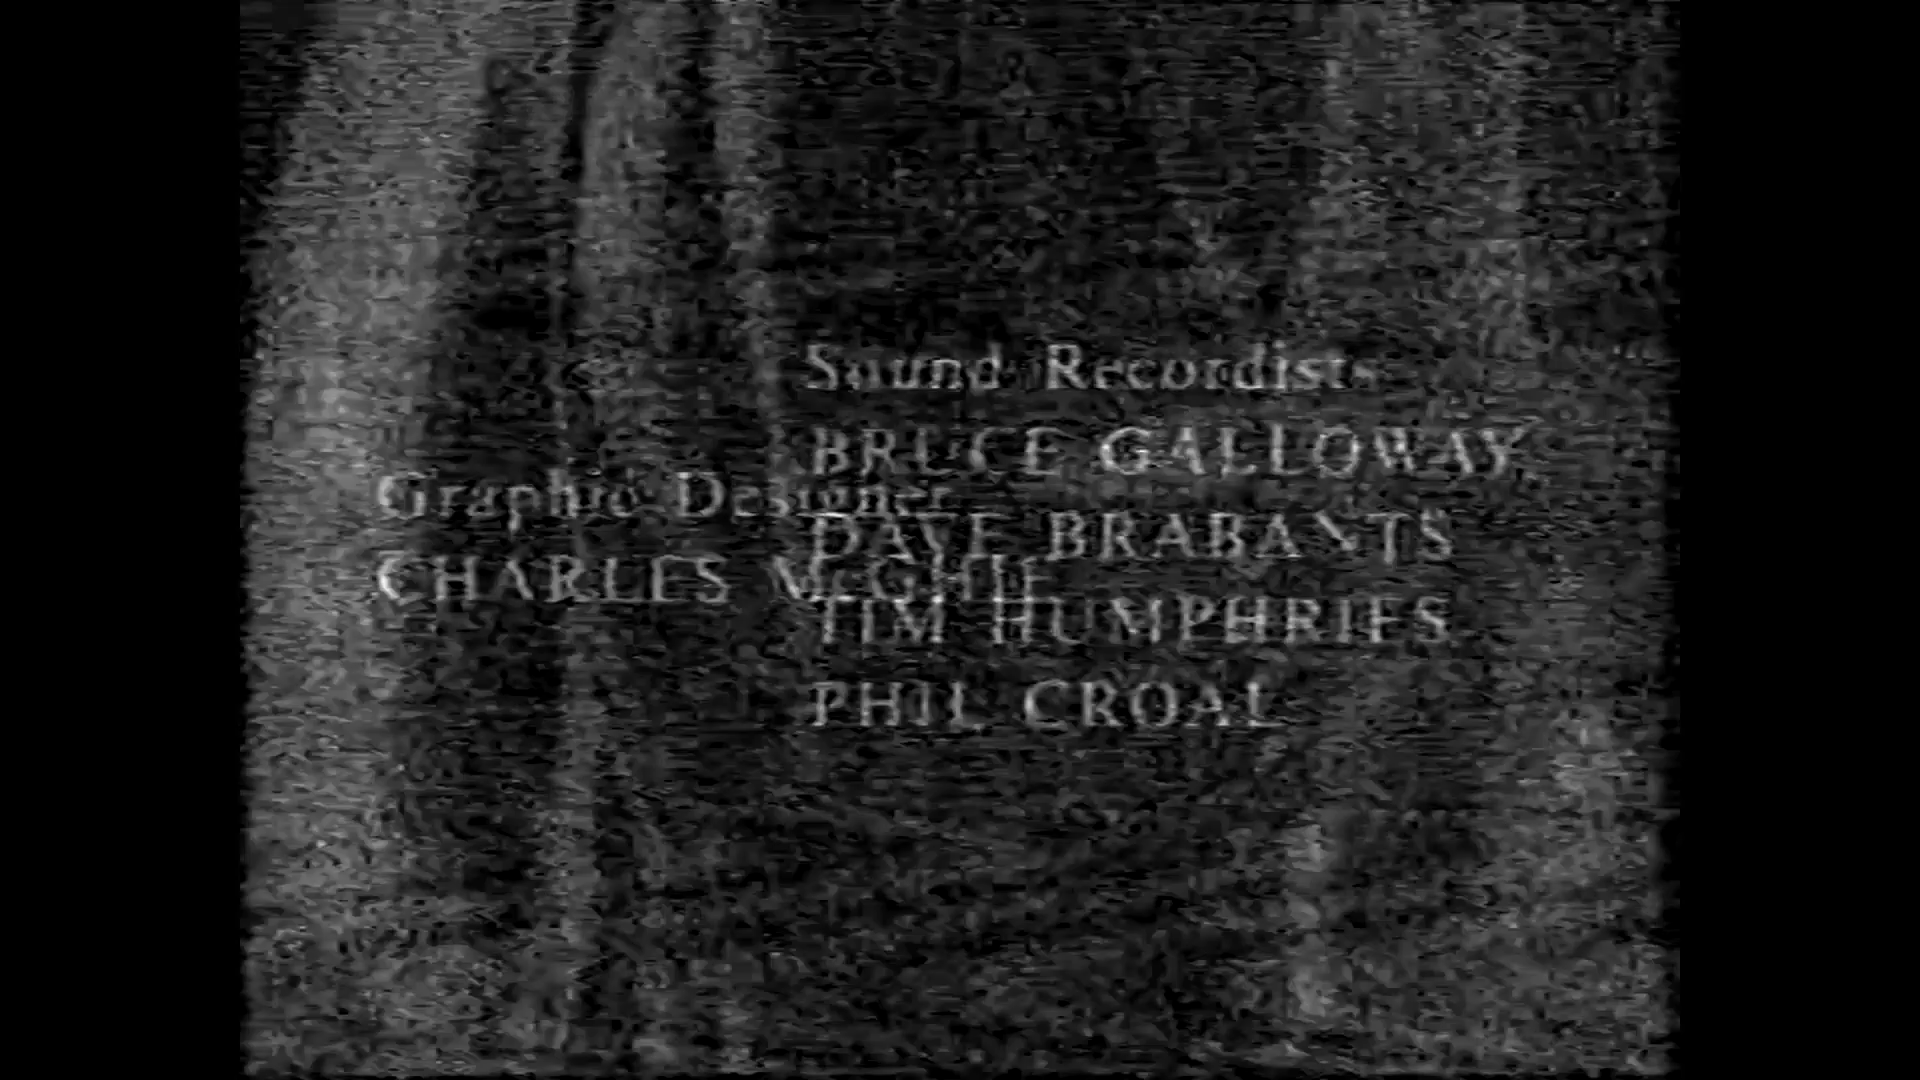 Sound Recordists
BRUCE GALLOWAY
DAVE BRABANTS
TIM HUMPHRIES
PHIL CROAL
Graphic Designer
CHARLES McGHIE